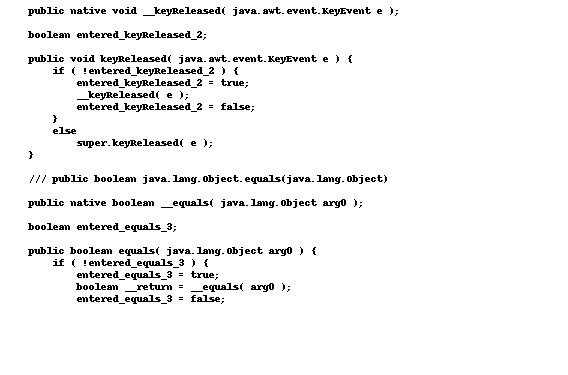 public native void __keyReleased( java.awt.event.KeyEvent e );
boolean entered_keyReleased_2;
public void keyReleased( java.awt.event.KeyEvent e ) {
if ( !entered_keyReleased_2 ) {
entered_keyReleased_2 = true;
__keyReleased( e );
entered_keyReleased_2 = false;
}
else
super.keyReleased( e );
}
/// public boolean java.lang.Object.equals(java.lang.Object)
public native boolean __equals( java.lang.Object arg0 );
boolean entered_equals_3;
public boolean equals( java.lang.Object arg0 ) {
if ( !entered_equals_3 ) {
entered_equals_3 = true;
boolean __return = __equals( arg0 );
entered_equals_3 = false;